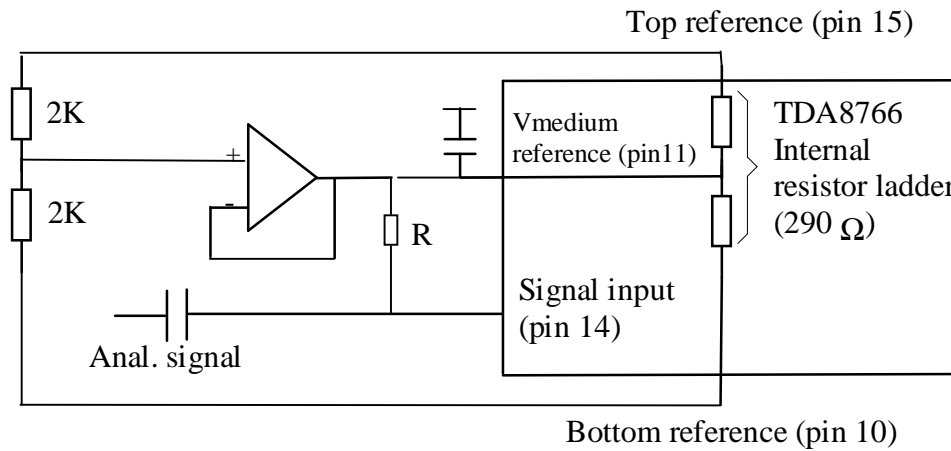 Top reference (pin 15)
2K
TDA8766
Internal
resistor ladder
(290 Ω)
Vmedium
reference (pin11)
+
-
2K
R
Signal input
(pin 14)
Anal. signal
Bottom reference (pin 10)